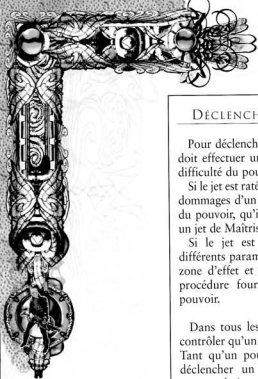 DÉCLENCH
Pour déclench
doit effectuer un
difficulté du pou
Si le jet est raté
dommages d'un
du pouvoir, qu'i
un jet de Maîtris
Si le jet est
différents param
zone d'effet et
procédure four
pouvoir.
Dans tous les
contrôler qu'un
Tant qu'un pou
déclencher un